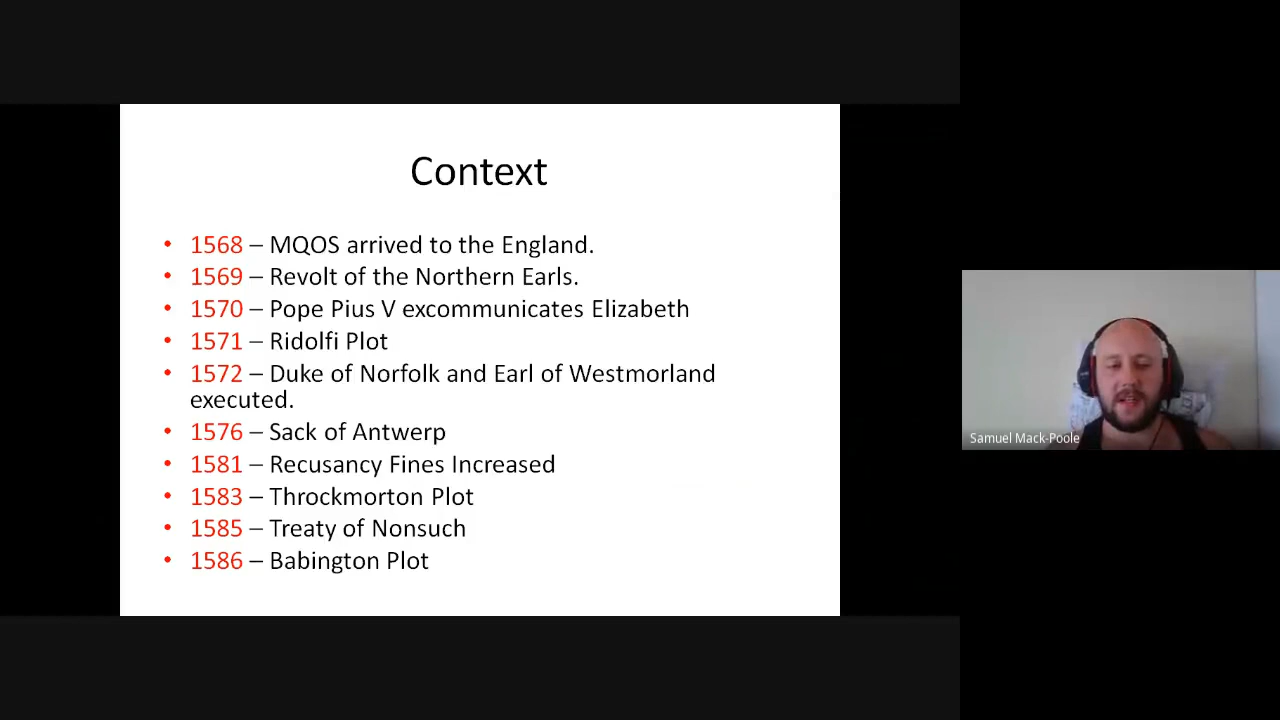 Context
• 1568 – MQOS arrived to the England.
• 1569 – Revolt of the Northern Earls.
• 1570 – Pope Pius V excommunicates Elizabeth
• 1571 – Ridolfi Plot
• 1572 – Duke of Norfolk and Earl of Westmorland
executed.
• 1576 – Sack of Antwerp
• 1581 – Recusancy Fines Increased
• 1583 – Throckmorton Plot
• 1585 – Treaty of Nonsuch
• 1586 – Babington Plot
Samuel Mack-Poole